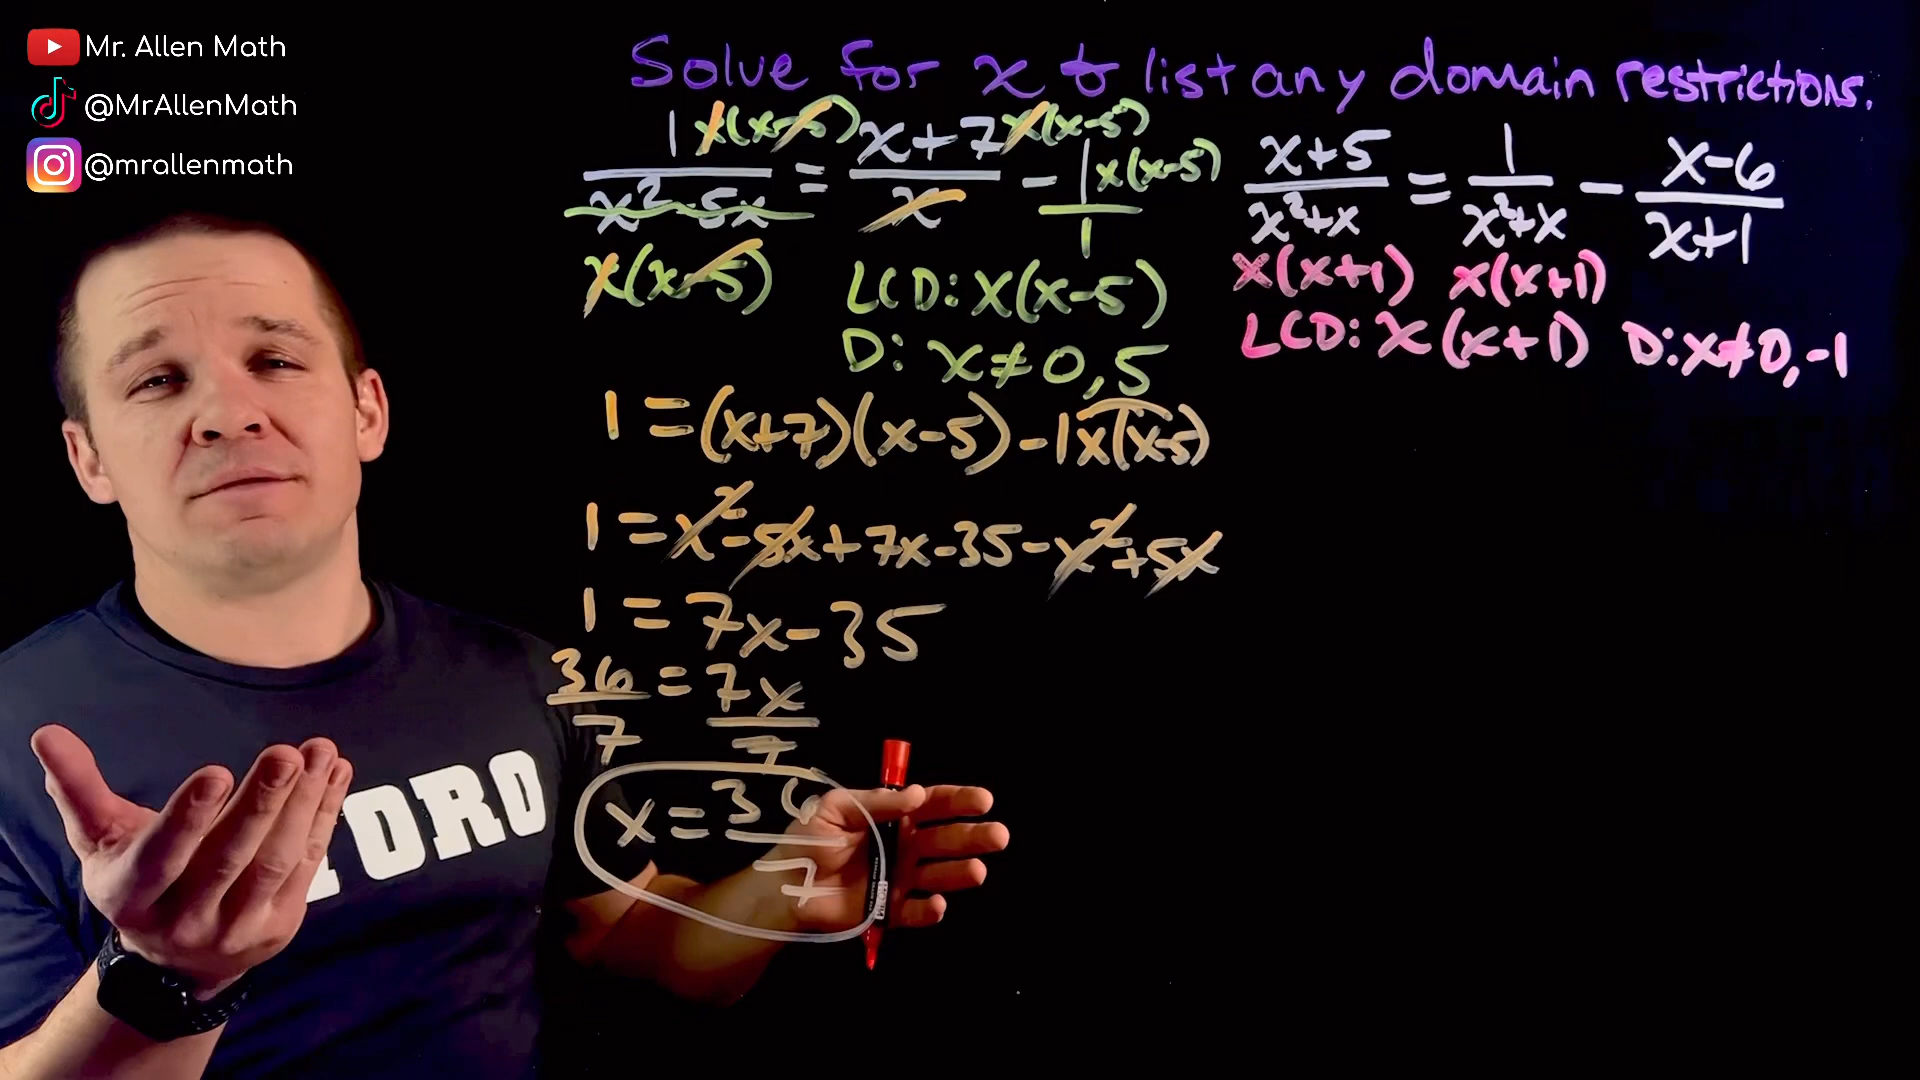 Mr. Allen Math
@MrAllenMath
@mrallenmath
Solve for x & list any domain restrictions.
1 x(x-5) / x²-5x = x+7 x(x-5) / x - 1 x(x-5) / 1
x(x-5)
LCD: x(x-5)
D: x≠0,5
1 = (x+7)(x-5) - 1x(x-5)
1 = x² - 5x + 7x - 35 - x² + 5x
1 = 7x - 35
36/7 = 7x/7
x = 36/7
x+5 / x²+x = 1 / x²+x - x-6 / x+1
x(x+1) x(x+1)
LCD: x(x+1) D: x≠0,-1